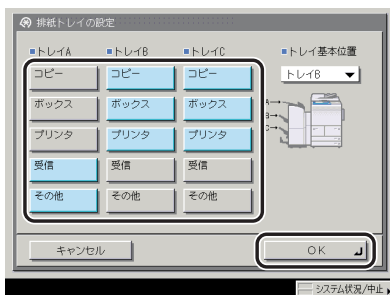 排紙トレイの設定
■トレイA ■トレイB ■トレイC ■トレイ基本位置
コピー コピー コピー トレイB ▼
ボックス ボックス ボックス
A
B
C
プリンタ プリンタ プリンタ
受信 受信 受信
その他 その他 その他
キャンセル OK
システム状況/中止